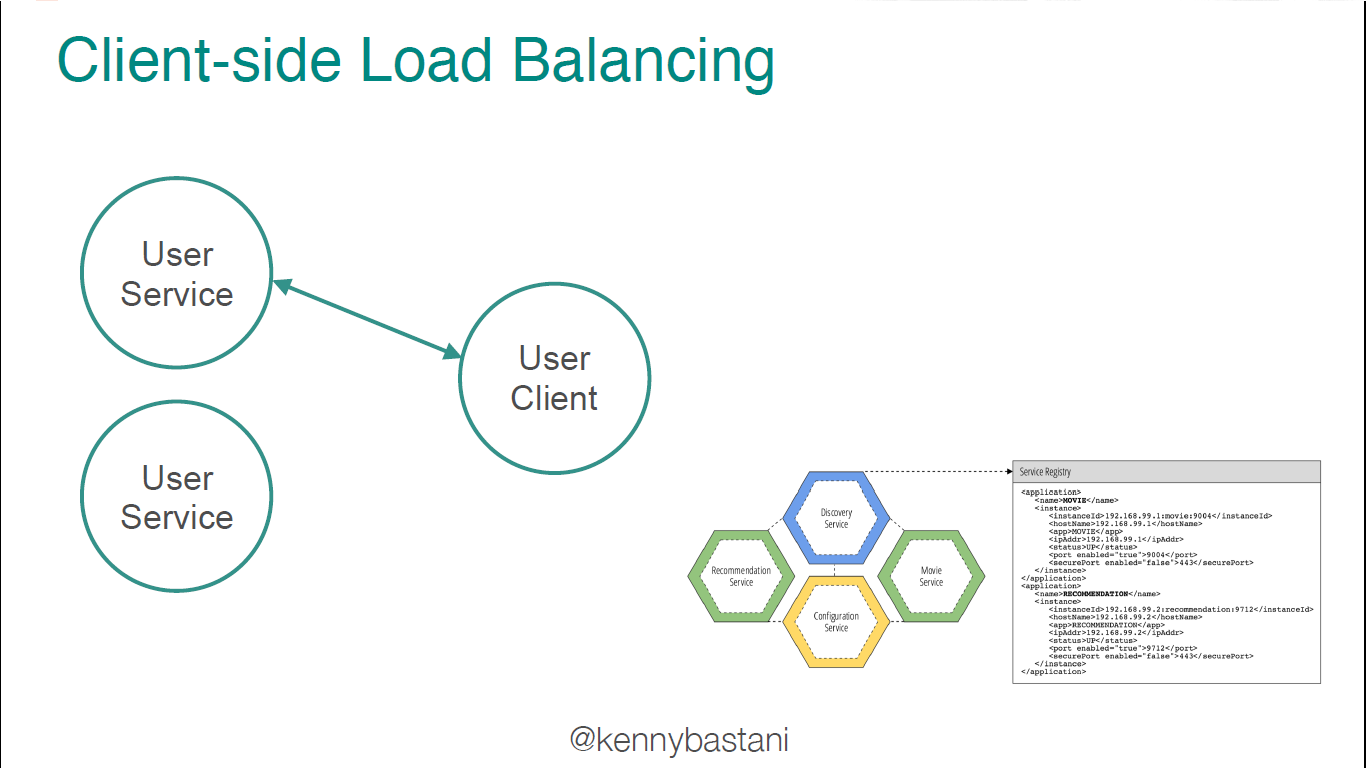 Client-side Load Balancing
User
Service
User
Client
User
Service
Discovery
Service
Recommendation
Service
Movie
Service
Configuration
Service
Service Registry
<application>
<name>MOVIE</name>
<instance>
<instanceId>192.168.99.1:movie:9004</instanceId>
<hostName>192.168.99.1</hostName>
<app>MOVIE</app>
<ipAddr>192.168.99.1</ipAddr>
<status>UP</status>
<port enabled="true">9004</port>
<securePort enabled="false">443</securePort>
</instance>
</application>
<application>
<name>RECOMMENDATION</name>
<instance>
<instanceId>192.168.99.2:recommendation:9712</instanceId>
<hostName>192.168.99.2</hostName>
<app>RECOMMENDATION</app>
<ipAddr>192.168.99.2</ipAddr>
<status>UP</status>
<port enabled="true">9712</port>
<securePort enabled="false">443</securePort>
</instance>
</application>
@kennybastani